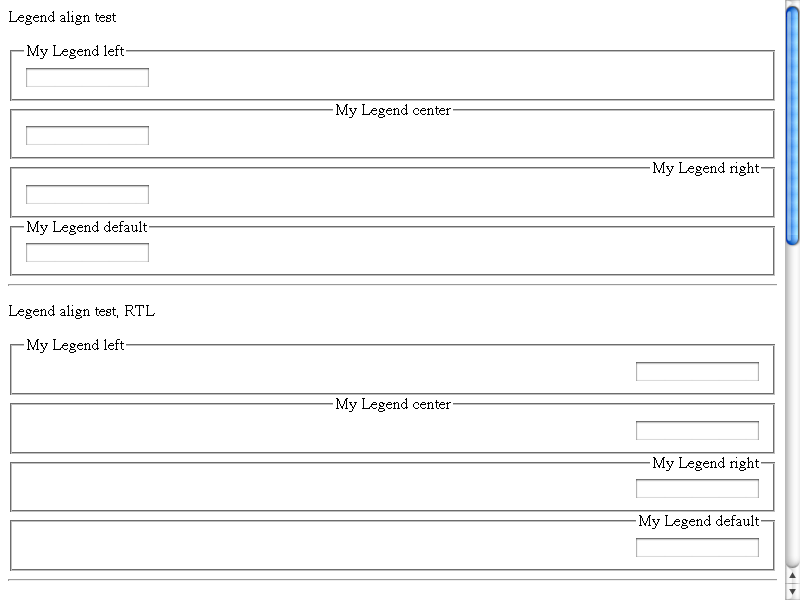 Legend align test
My Legend left
My Legend center
My Legend right
My Legend default
Legend align test, RTL
My Legend left
My Legend center
My Legend right
My Legend default